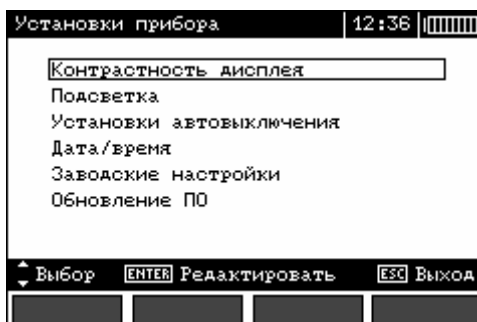 Установки прибора 12:36
Контрастность дисплея
Подсветка
Установки автовыключения
Дата/время
Заводские настройки
Обновление ПО
Выбор ENTER Редактировать ESC Выход